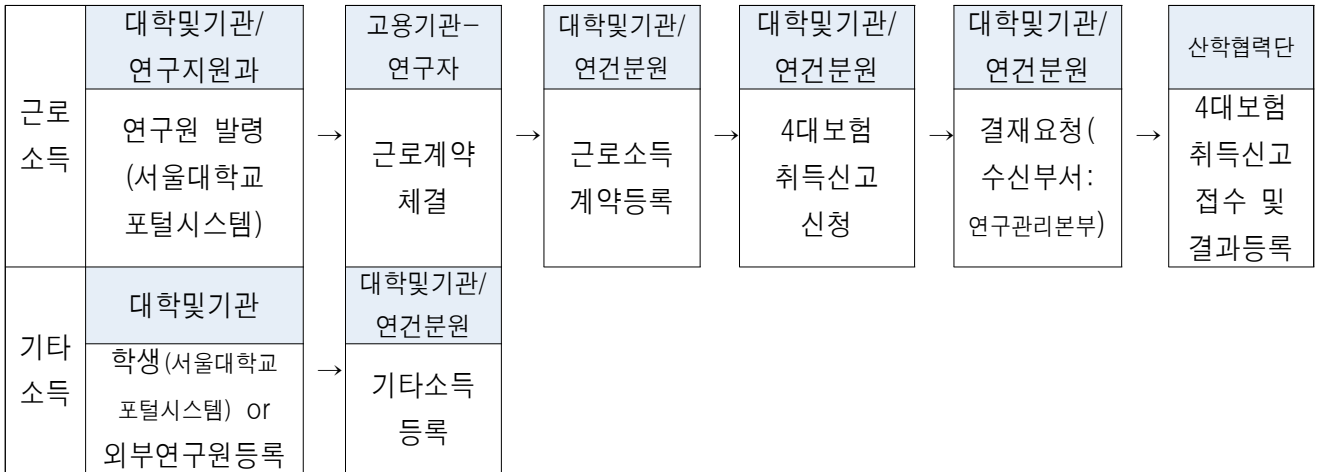 근로
소득
대학및기관/
연구지원과
연구원 발령
(서울대학교
포털시스템)
→
고용기관-
연구자
근로계약
체결
→
대학및기관/
연건분원
근로소득
계약등록
→
대학및기관/
연건분원
4대보험
취득신고
신청
→
대학및기관/
연건분원
결재요청(
수신부서:
연구관리본부)
→
산학협력단
4대보험
취득신고
접수 및
결과등록
기타
소득
대학및기관
학생(서울대학교
포털시스템) or
외부연구원등록
→
대학및기관/
연건분원
기타소득
등록